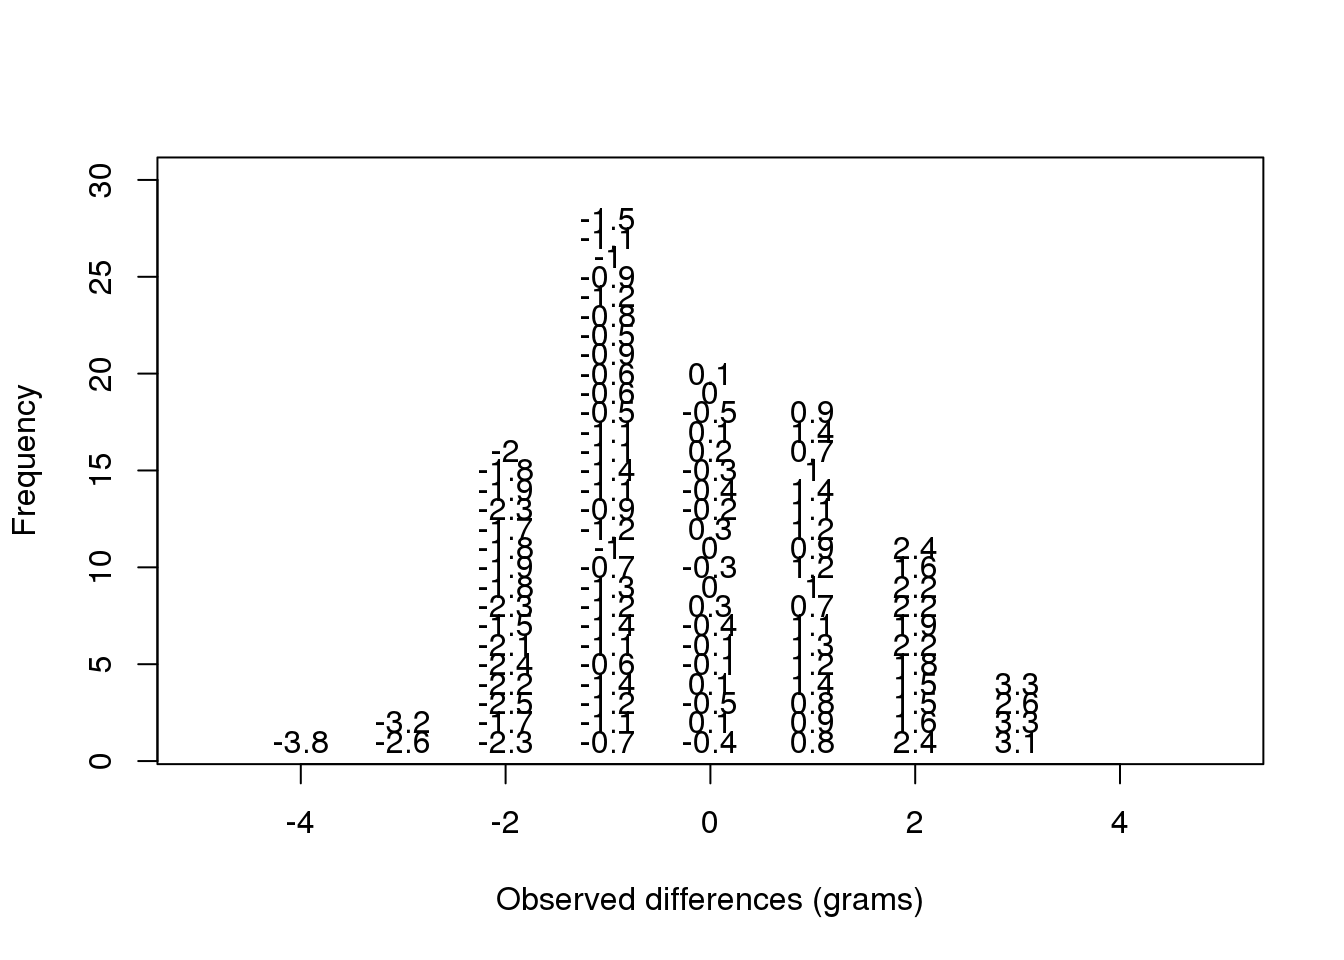 30
-1.5
-1.1
-1
25 -0.9
-1.2
-0.8
-0.5
-0.9
20 -0.6 0.1
-0.6 0
-0.5 -0.5 0.9
-1.1 0.1 1.4
-2 -1.1 0.2 0.7
15 -1.8 -1.4 -0.3 1
-1.9 -1.1 -0.4 1.4
-2.3 -0.9 -0.2 1.1
-1.7 -1.2 0.3 1.2
-1.8 -1 0 0.9 2.4
10 -1.9 -0.7 -0.3 1.2 1.6
-1.8 -1.3 0 1 2.2
-2.3 -1.2 0.3 0.7 2.2
-1.5 -1.4 -0.4 1.1 1.9
-2.1 -1.1 -0.1 1.3 2.2
5 -2.4 -0.6 -0.1 1.2 1.8
-2.2 -1.4 0.1 1.4 1.5 3.3
-2.5 -1.2 -0.5 0.8 1.5 2.6
-3.2 -1.7 -1.1 0.1 0.9 1.6 3.3
0 -3.8 -2.6 -2.3 -0.7 -0.4 0.8 2.4 3.1
Frequency
-4 -2 0 2 4
Observed differences (grams)